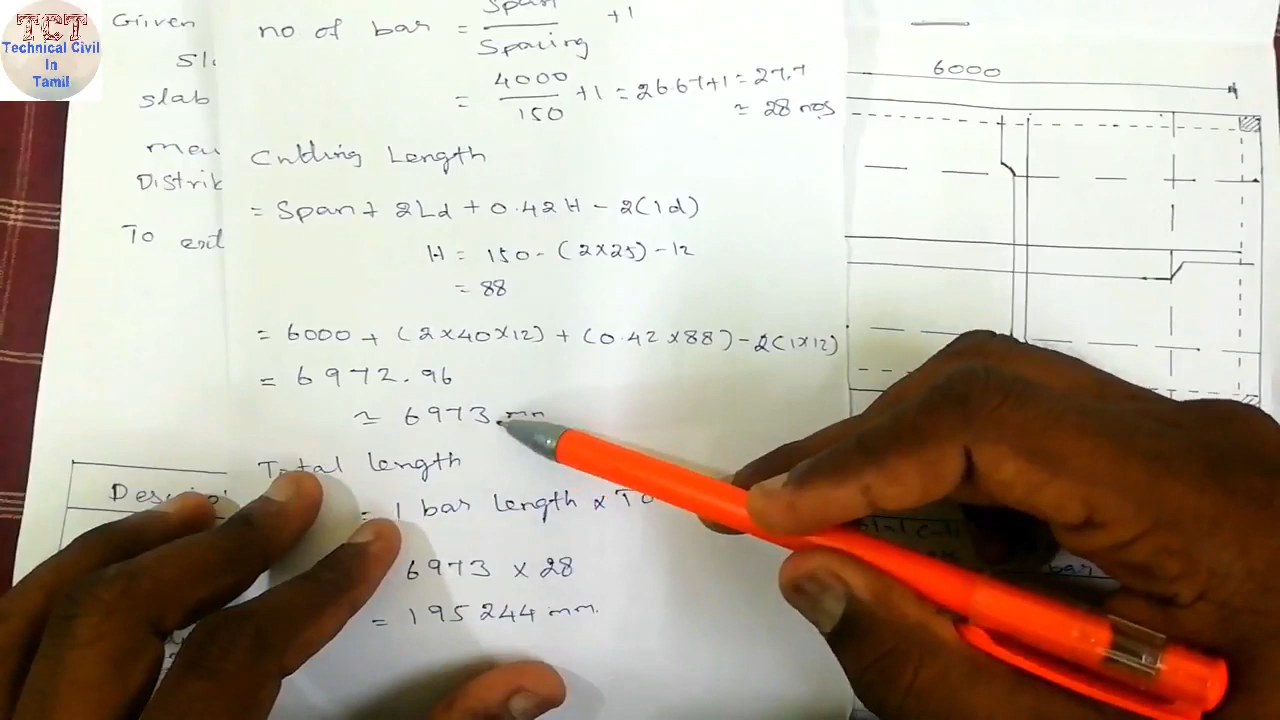 TCT
Technical Civil
In
Tamil
Given
slab
Distrib
To
Span
no. of bar = Spacing +1
= 4000 / 150 +1 = 26.67+1 = 27.7
≈ 28 nos
Cutting Length
= Span + 2Ld + 0.42H - 2(1d)
H = 150 - (2×25) - 12
= 88
= 6000 + (2×40×12) + (0.42×88) - 2(1×12)
= 6972.96
≈ 6973 mm
Total length
= 1 bar length × To
6973 × 28
= 195244 mm.
6000
bar